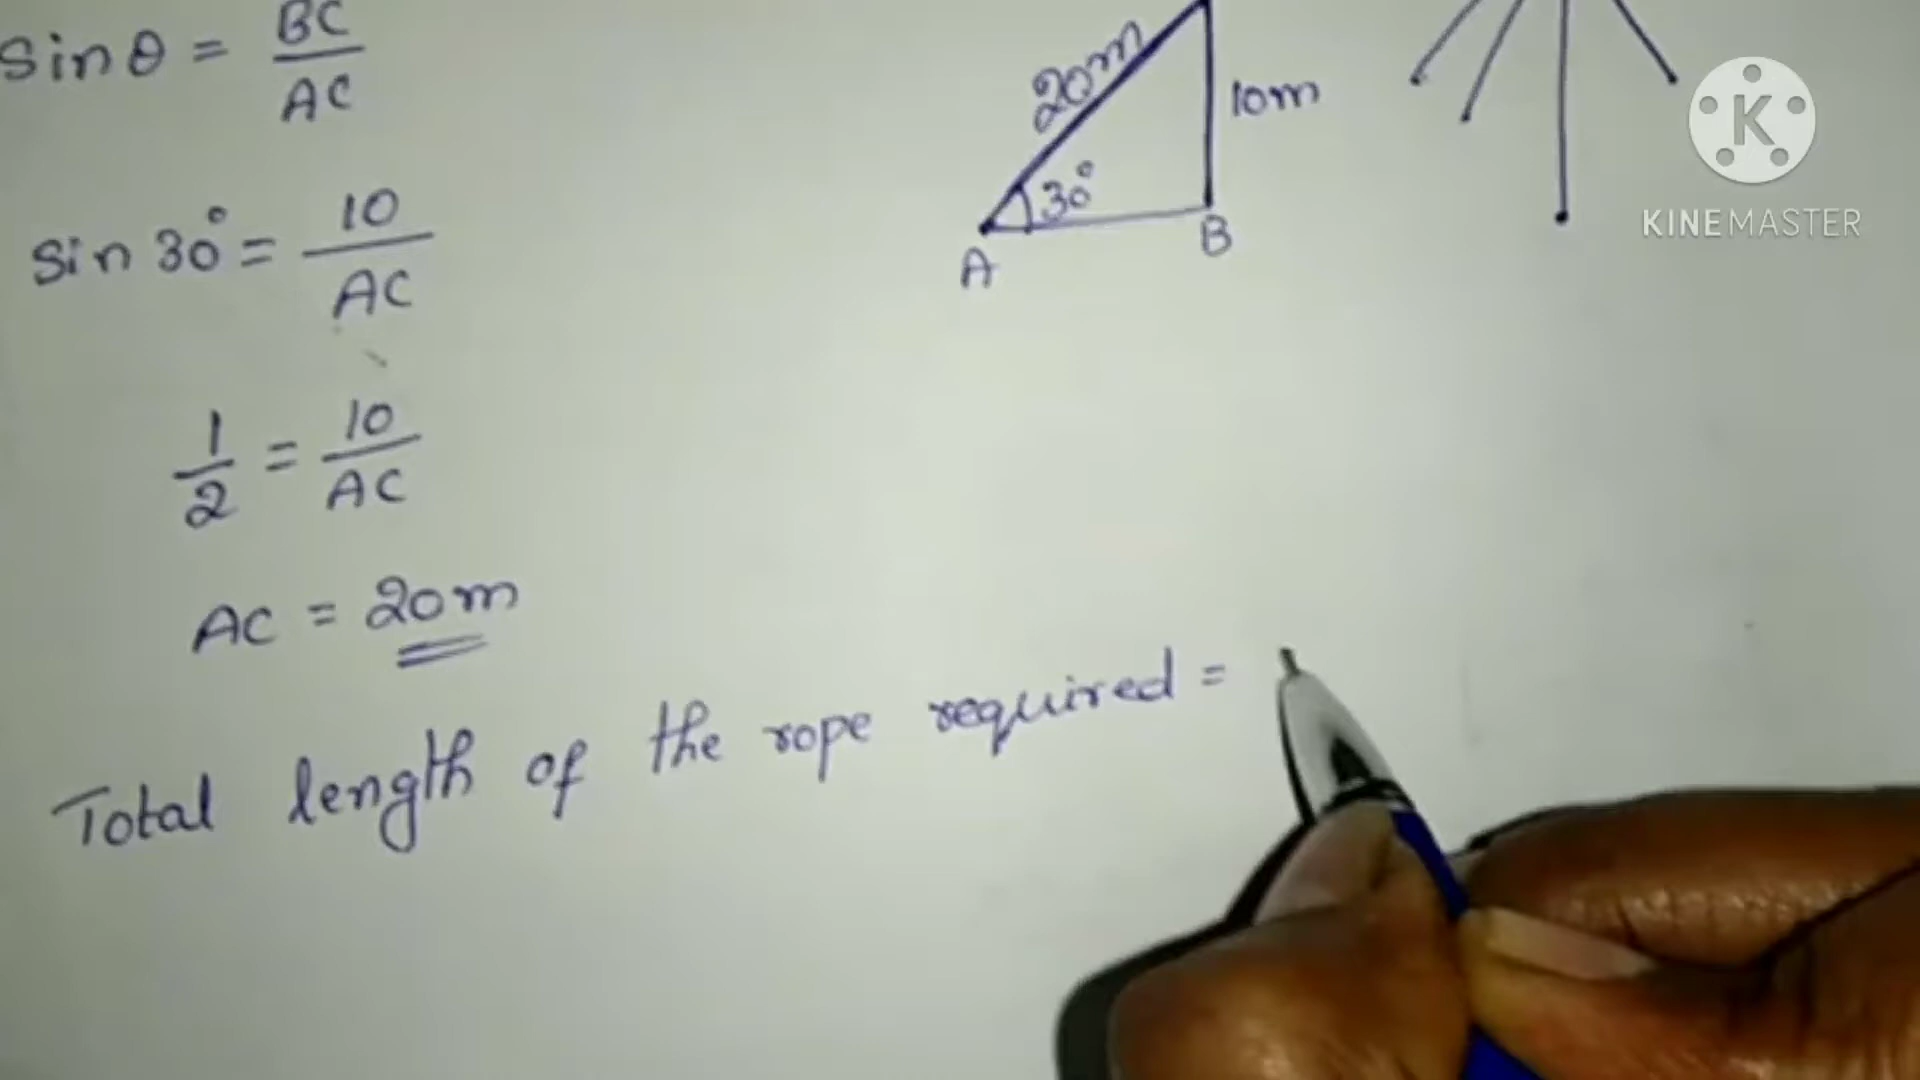 Sin θ = BC / AC
Sin 30° = 10 / AC
1 / 2 = 10 / AC
AC = 20m
Total length of the rope required =
20m
10m
30°
A
B
K
KINEMASTER